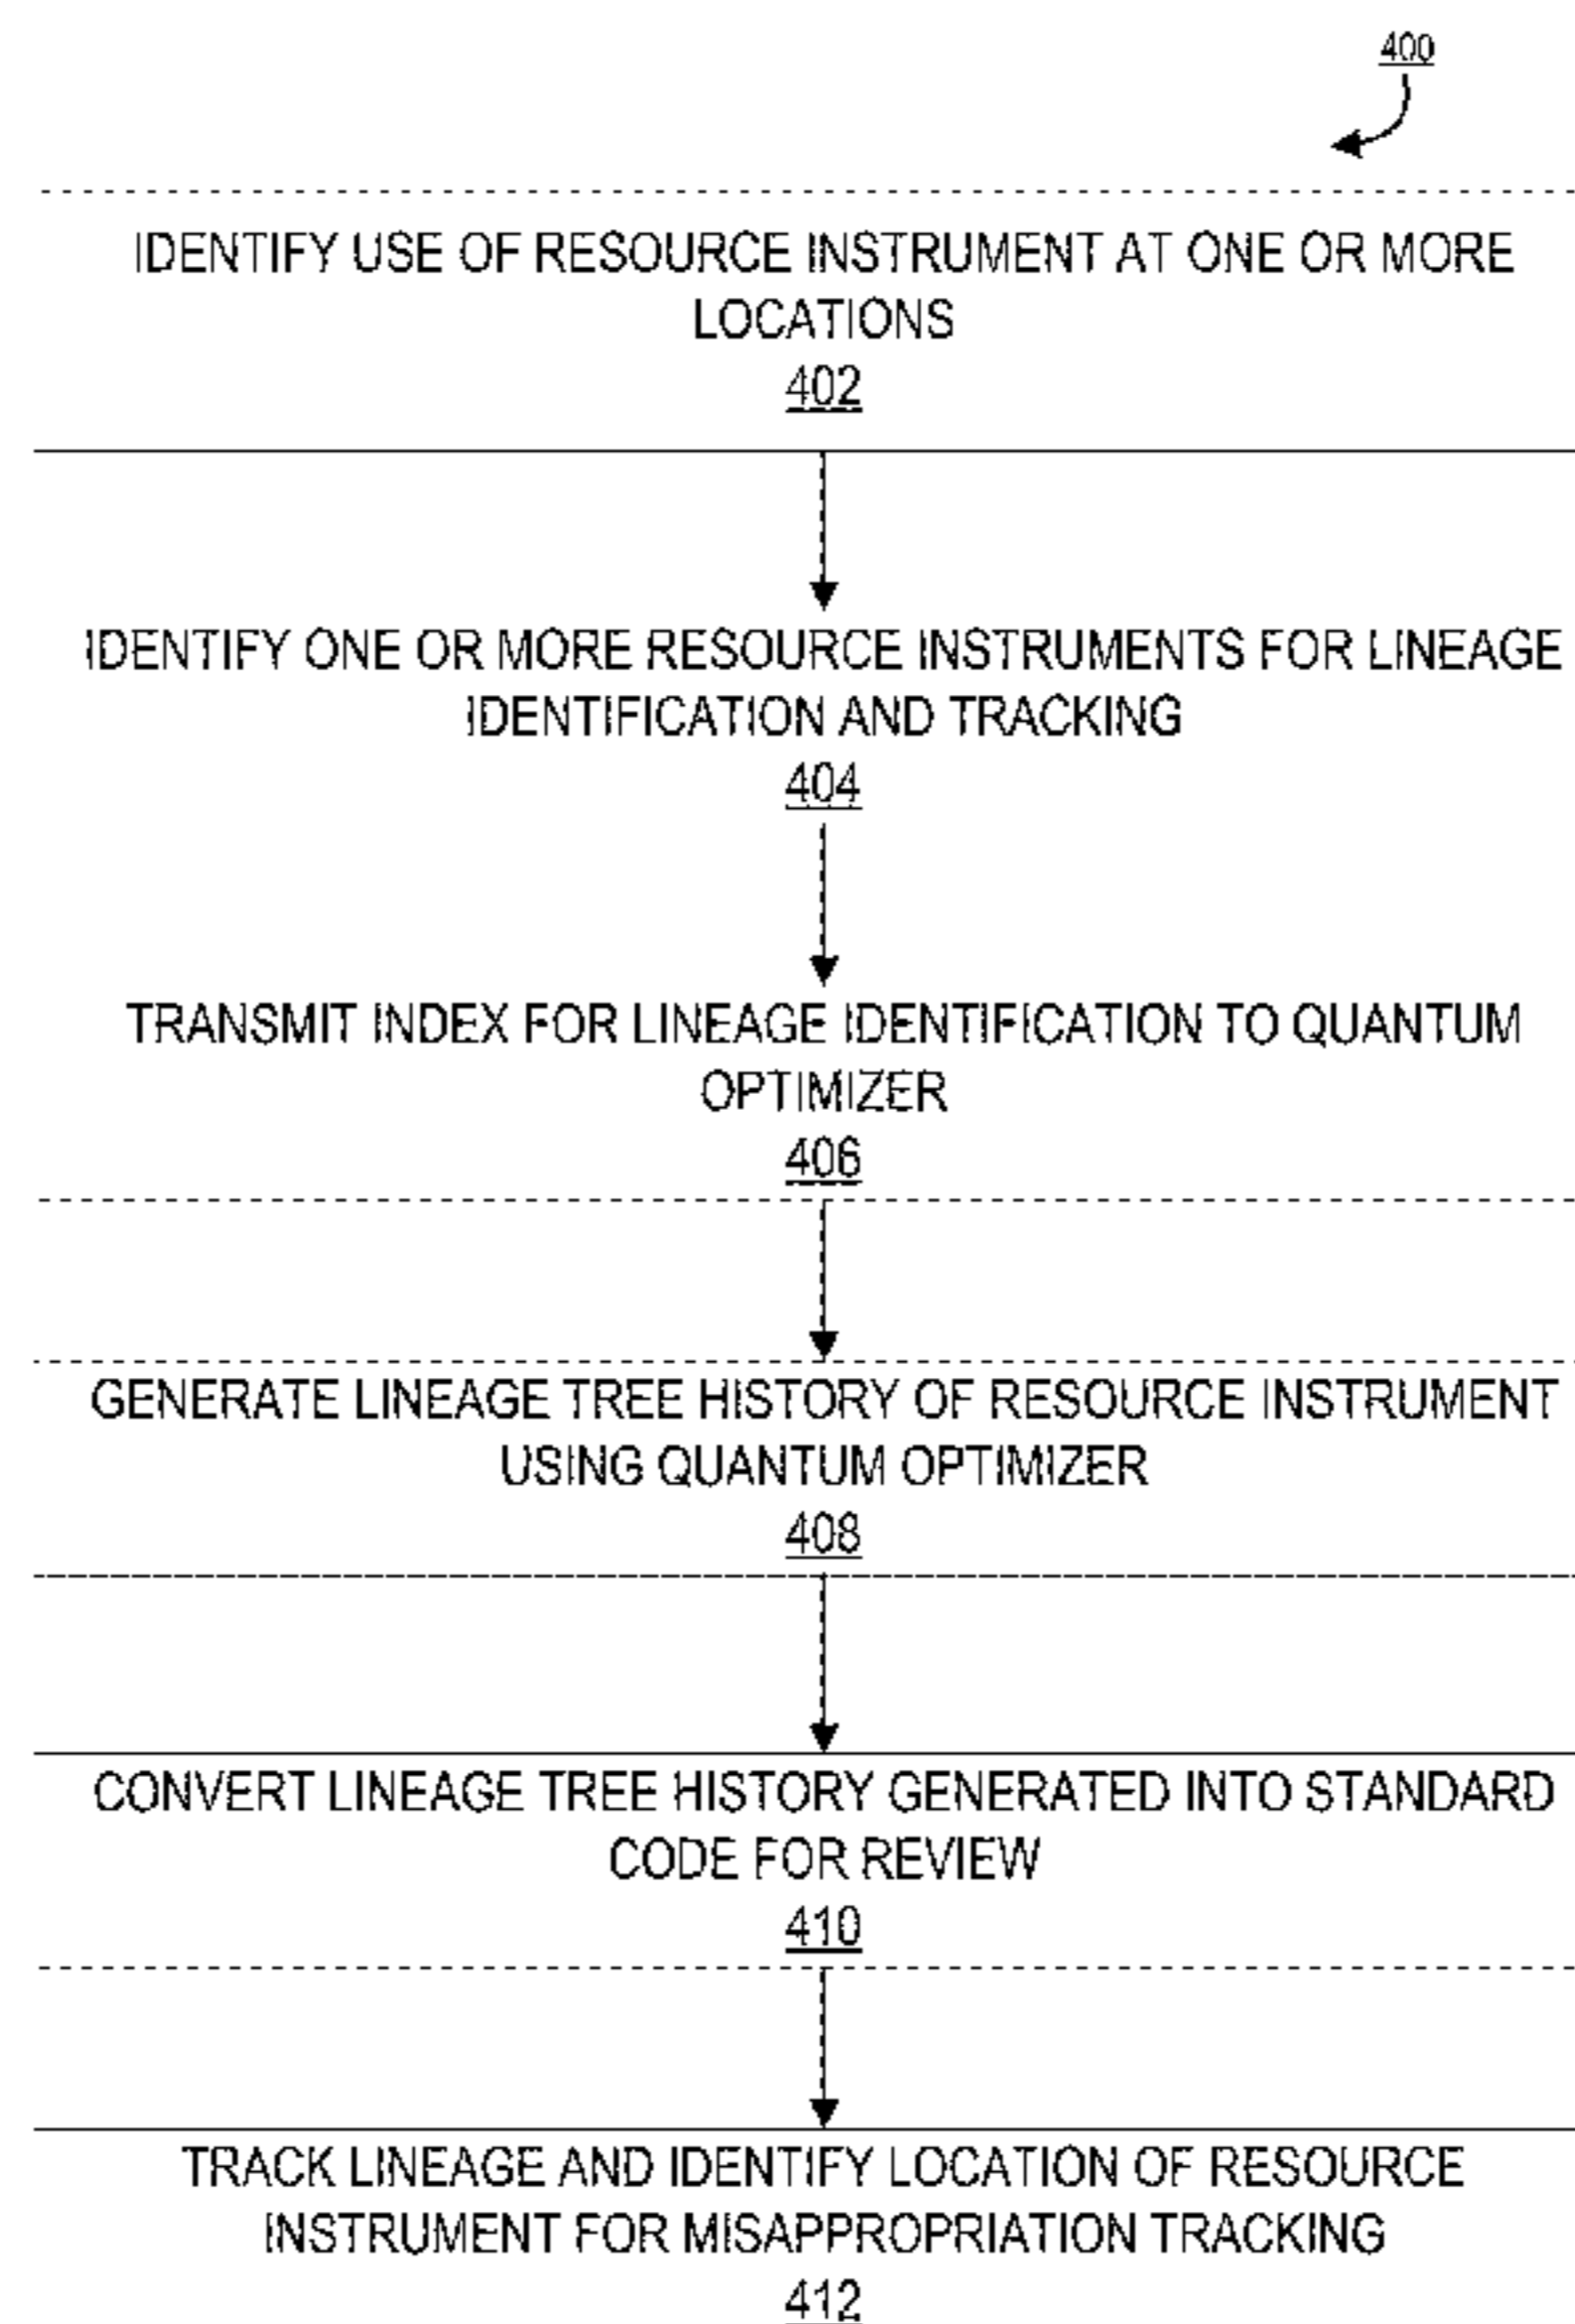 400
IDENTIFY USE OF RESOURCE INSTRUMENT AT ONE OR MORE
LOCATIONS
402
IDENTIFY ONE OR MORE RESOURCE INSTRUMENTS FOR LINEAGE
IDENTIFICATION AND TRACKING
404
TRANSMIT INDEX FOR LINEAGE IDENTIFICATION TO QUANTUM
OPTIMIZER
406
GENERATE LINEAGE TREE HISTORY OF RESOURCE INSTRUMENT
USING QUANTUM OPTIMIZER
408
CONVERT LINEAGE TREE HISTORY GENERATED INTO STANDARD
CODE FOR REVIEW
410
TRACK LINEAGE AND IDENTIFY LOCATION OF RESOURCE
INSTRUMENT FOR MISAPPROPRIATION TRACKING
412